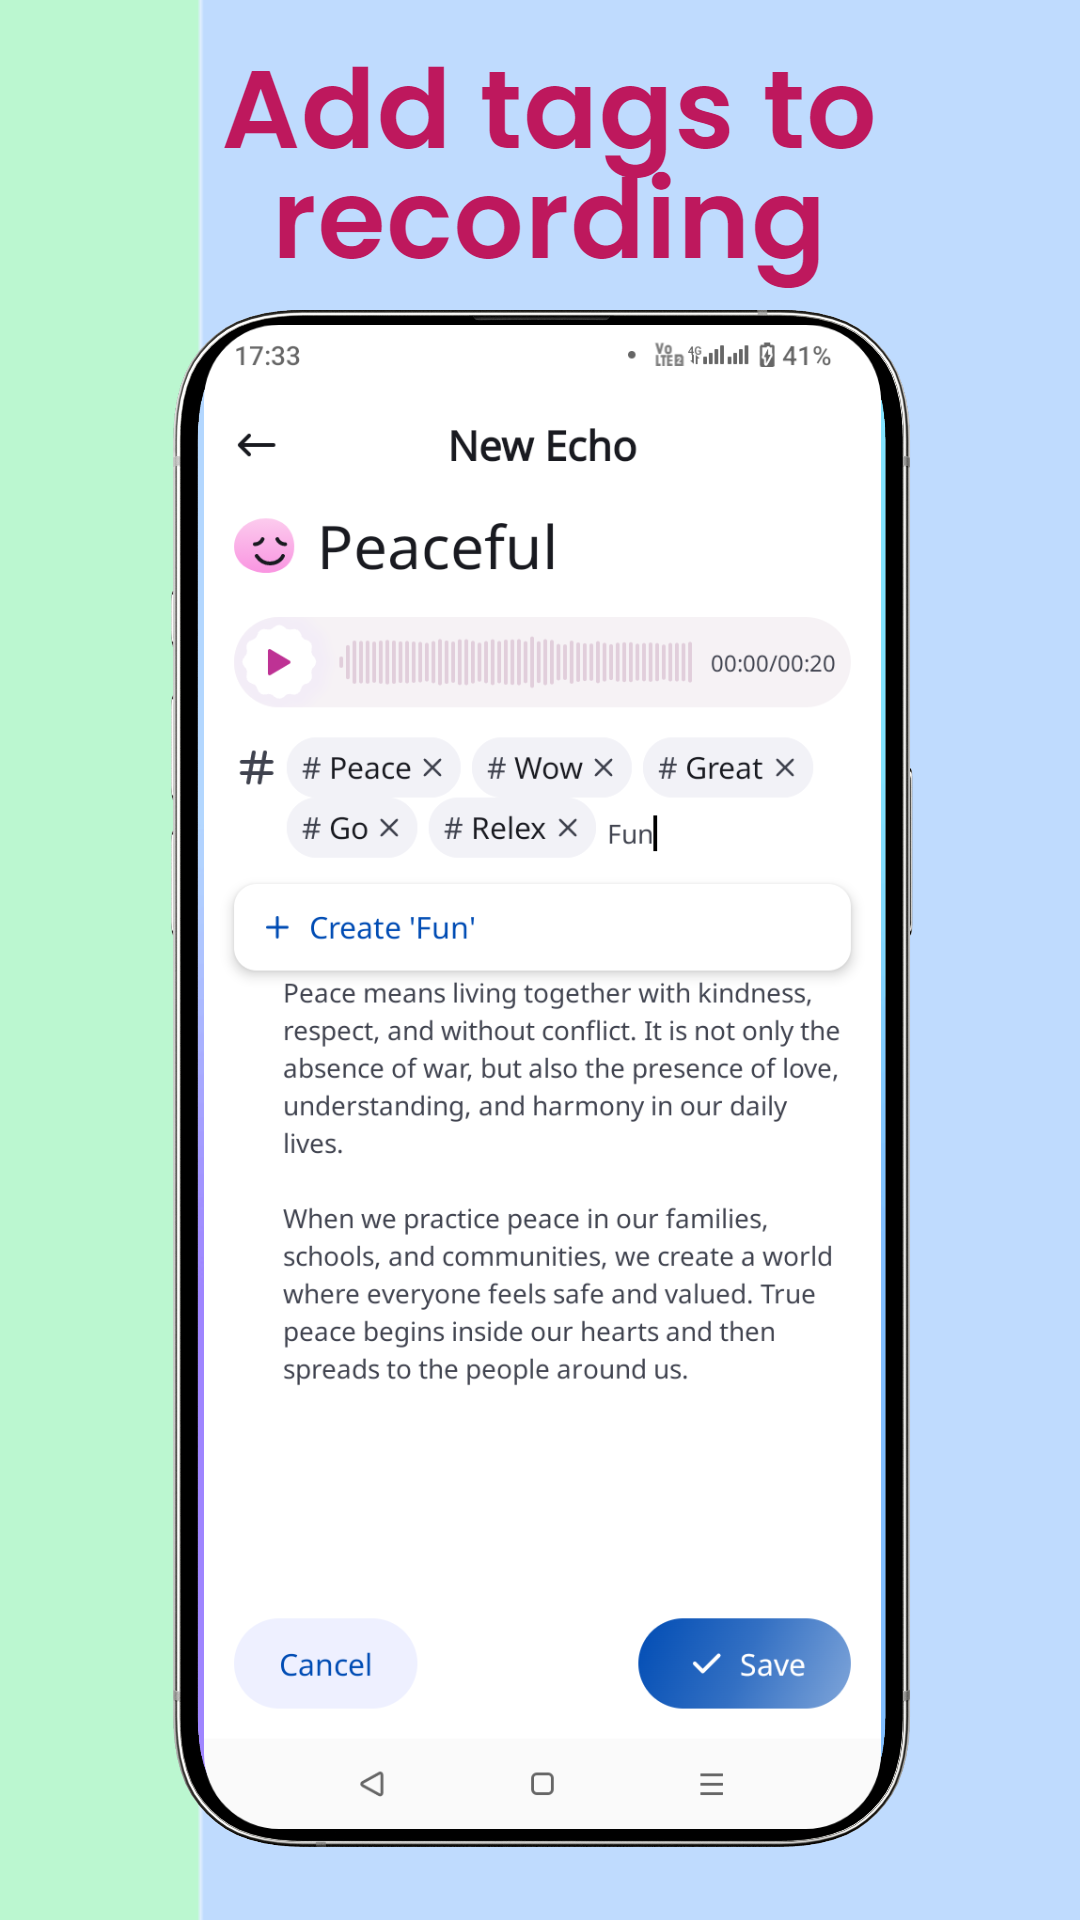 Add tags to
recording
17:33
Vo LTE 2 4G 41%
New Echo
Peaceful
00:00/00:20
# # Peace × # Wow × # Great ×
# Go × # Relex × Fun
+ Create 'Fun'
Peace means living together with kindness,
respect, and without conflict. It is not only the
absence of war, but also the presence of love,
understanding, and harmony in our daily
lives.
When we practice peace in our families,
schools, and communities, we create a world
where everyone feels safe and valued. True
peace begins inside our hearts and then
spreads to the people around us.
Cancel
Save